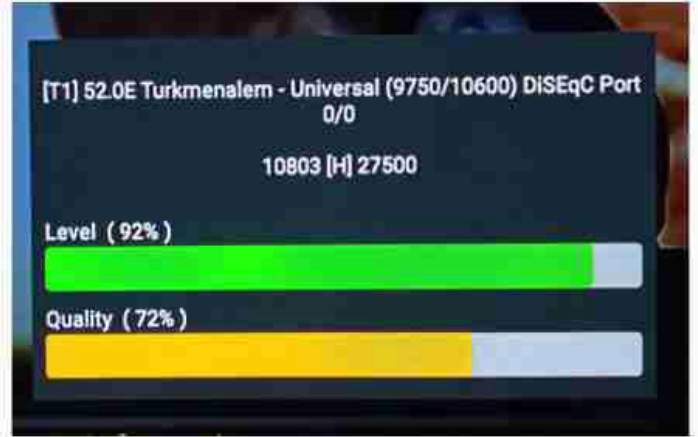 [T1] 52.0E Turkmenalem - Universal (9750/10600) DiSEqC Port
0/0
10803 [H] 27500
Level ( 92% )
Quality ( 72% )